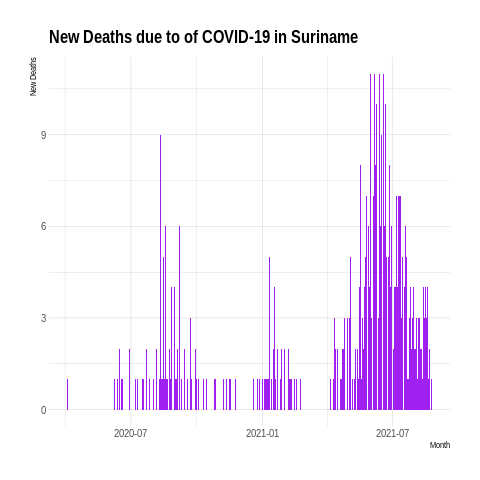 New Deaths due to of COVID-19 in Suriname
New Deaths
9
6
3
0
2020-07
2021-01
2021-07
Month